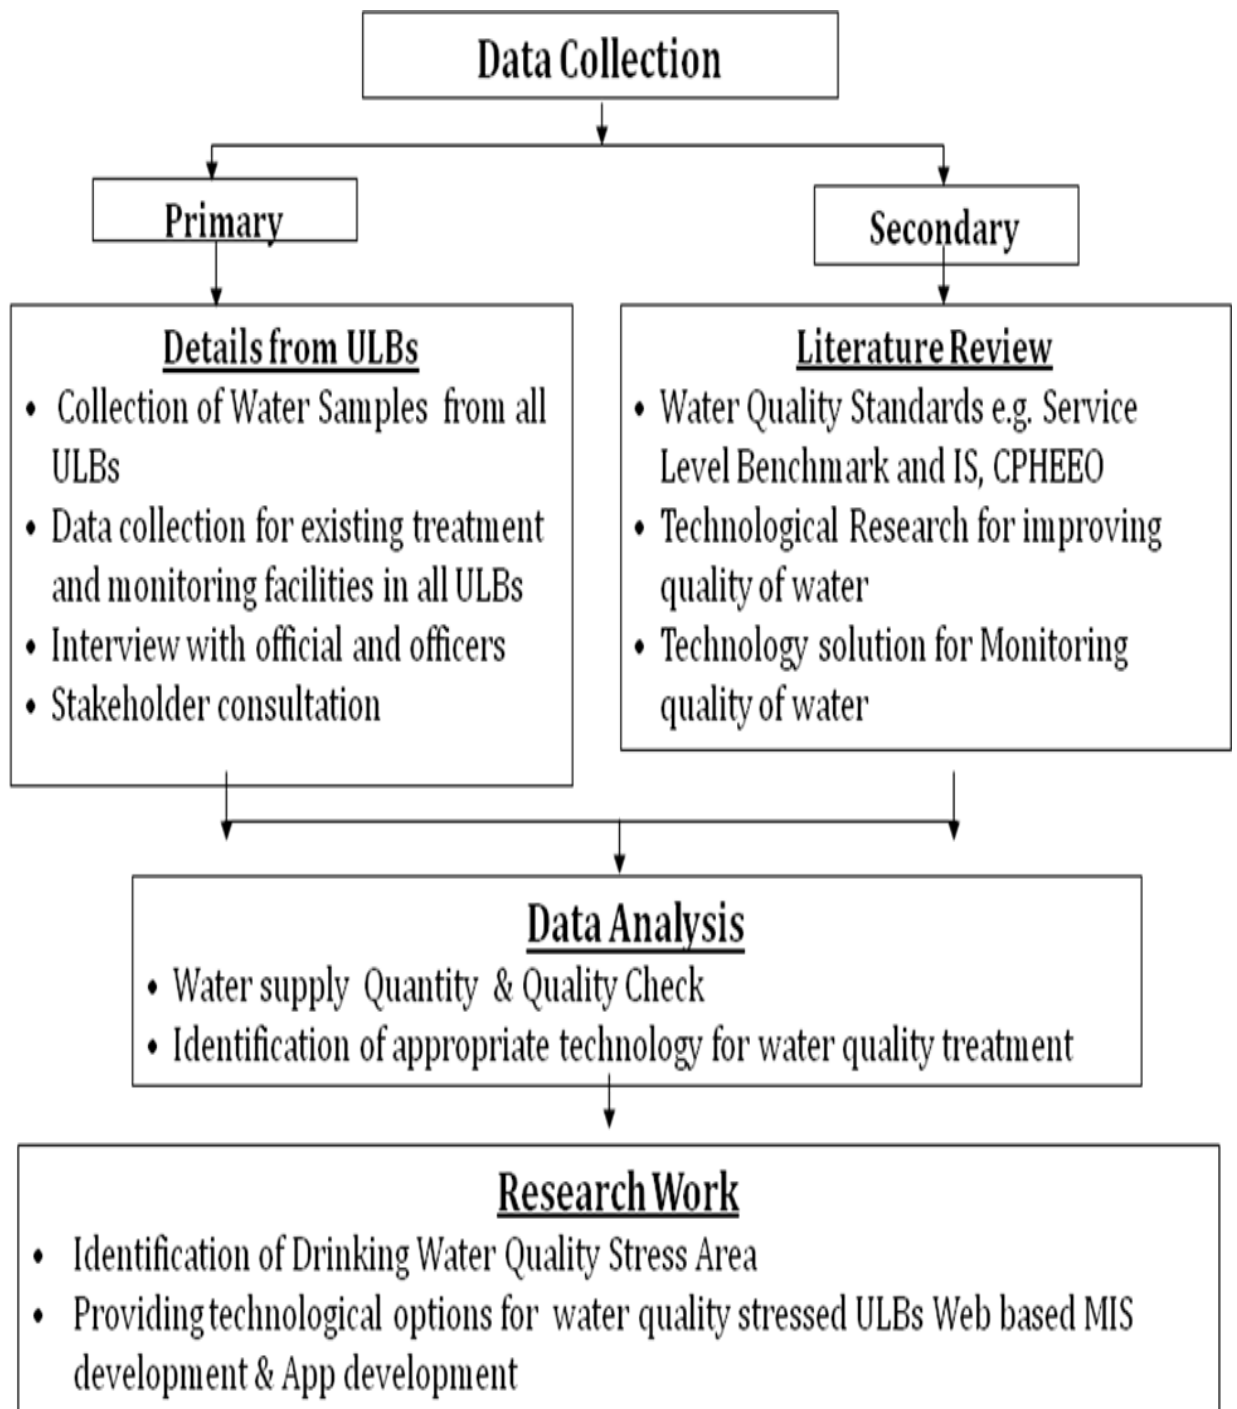 Data Collection
Primary
Secondary
Details from ULBs
• Collection of Water Samples from all
ULBs
• Data collection for existing treatment
and monitoring facilities in all ULBs
• Interview with official and officers
• Stakeholder consultation
Literature Review
• Water Quality Standards e.g. Service
Level Benchmark and IS, CPHEEO
• Technological Research for improving
quality of water
• Technology solution for Monitoring
quality of water
Data Analysis
• Water supply Quantity & Quality Check
• Identification of appropriate technology for water quality treatment
Research Work
• Identification of Drinking Water Quality Stress Area
• Providing technological options for water quality stressed ULBs Web based MIS
development & App development